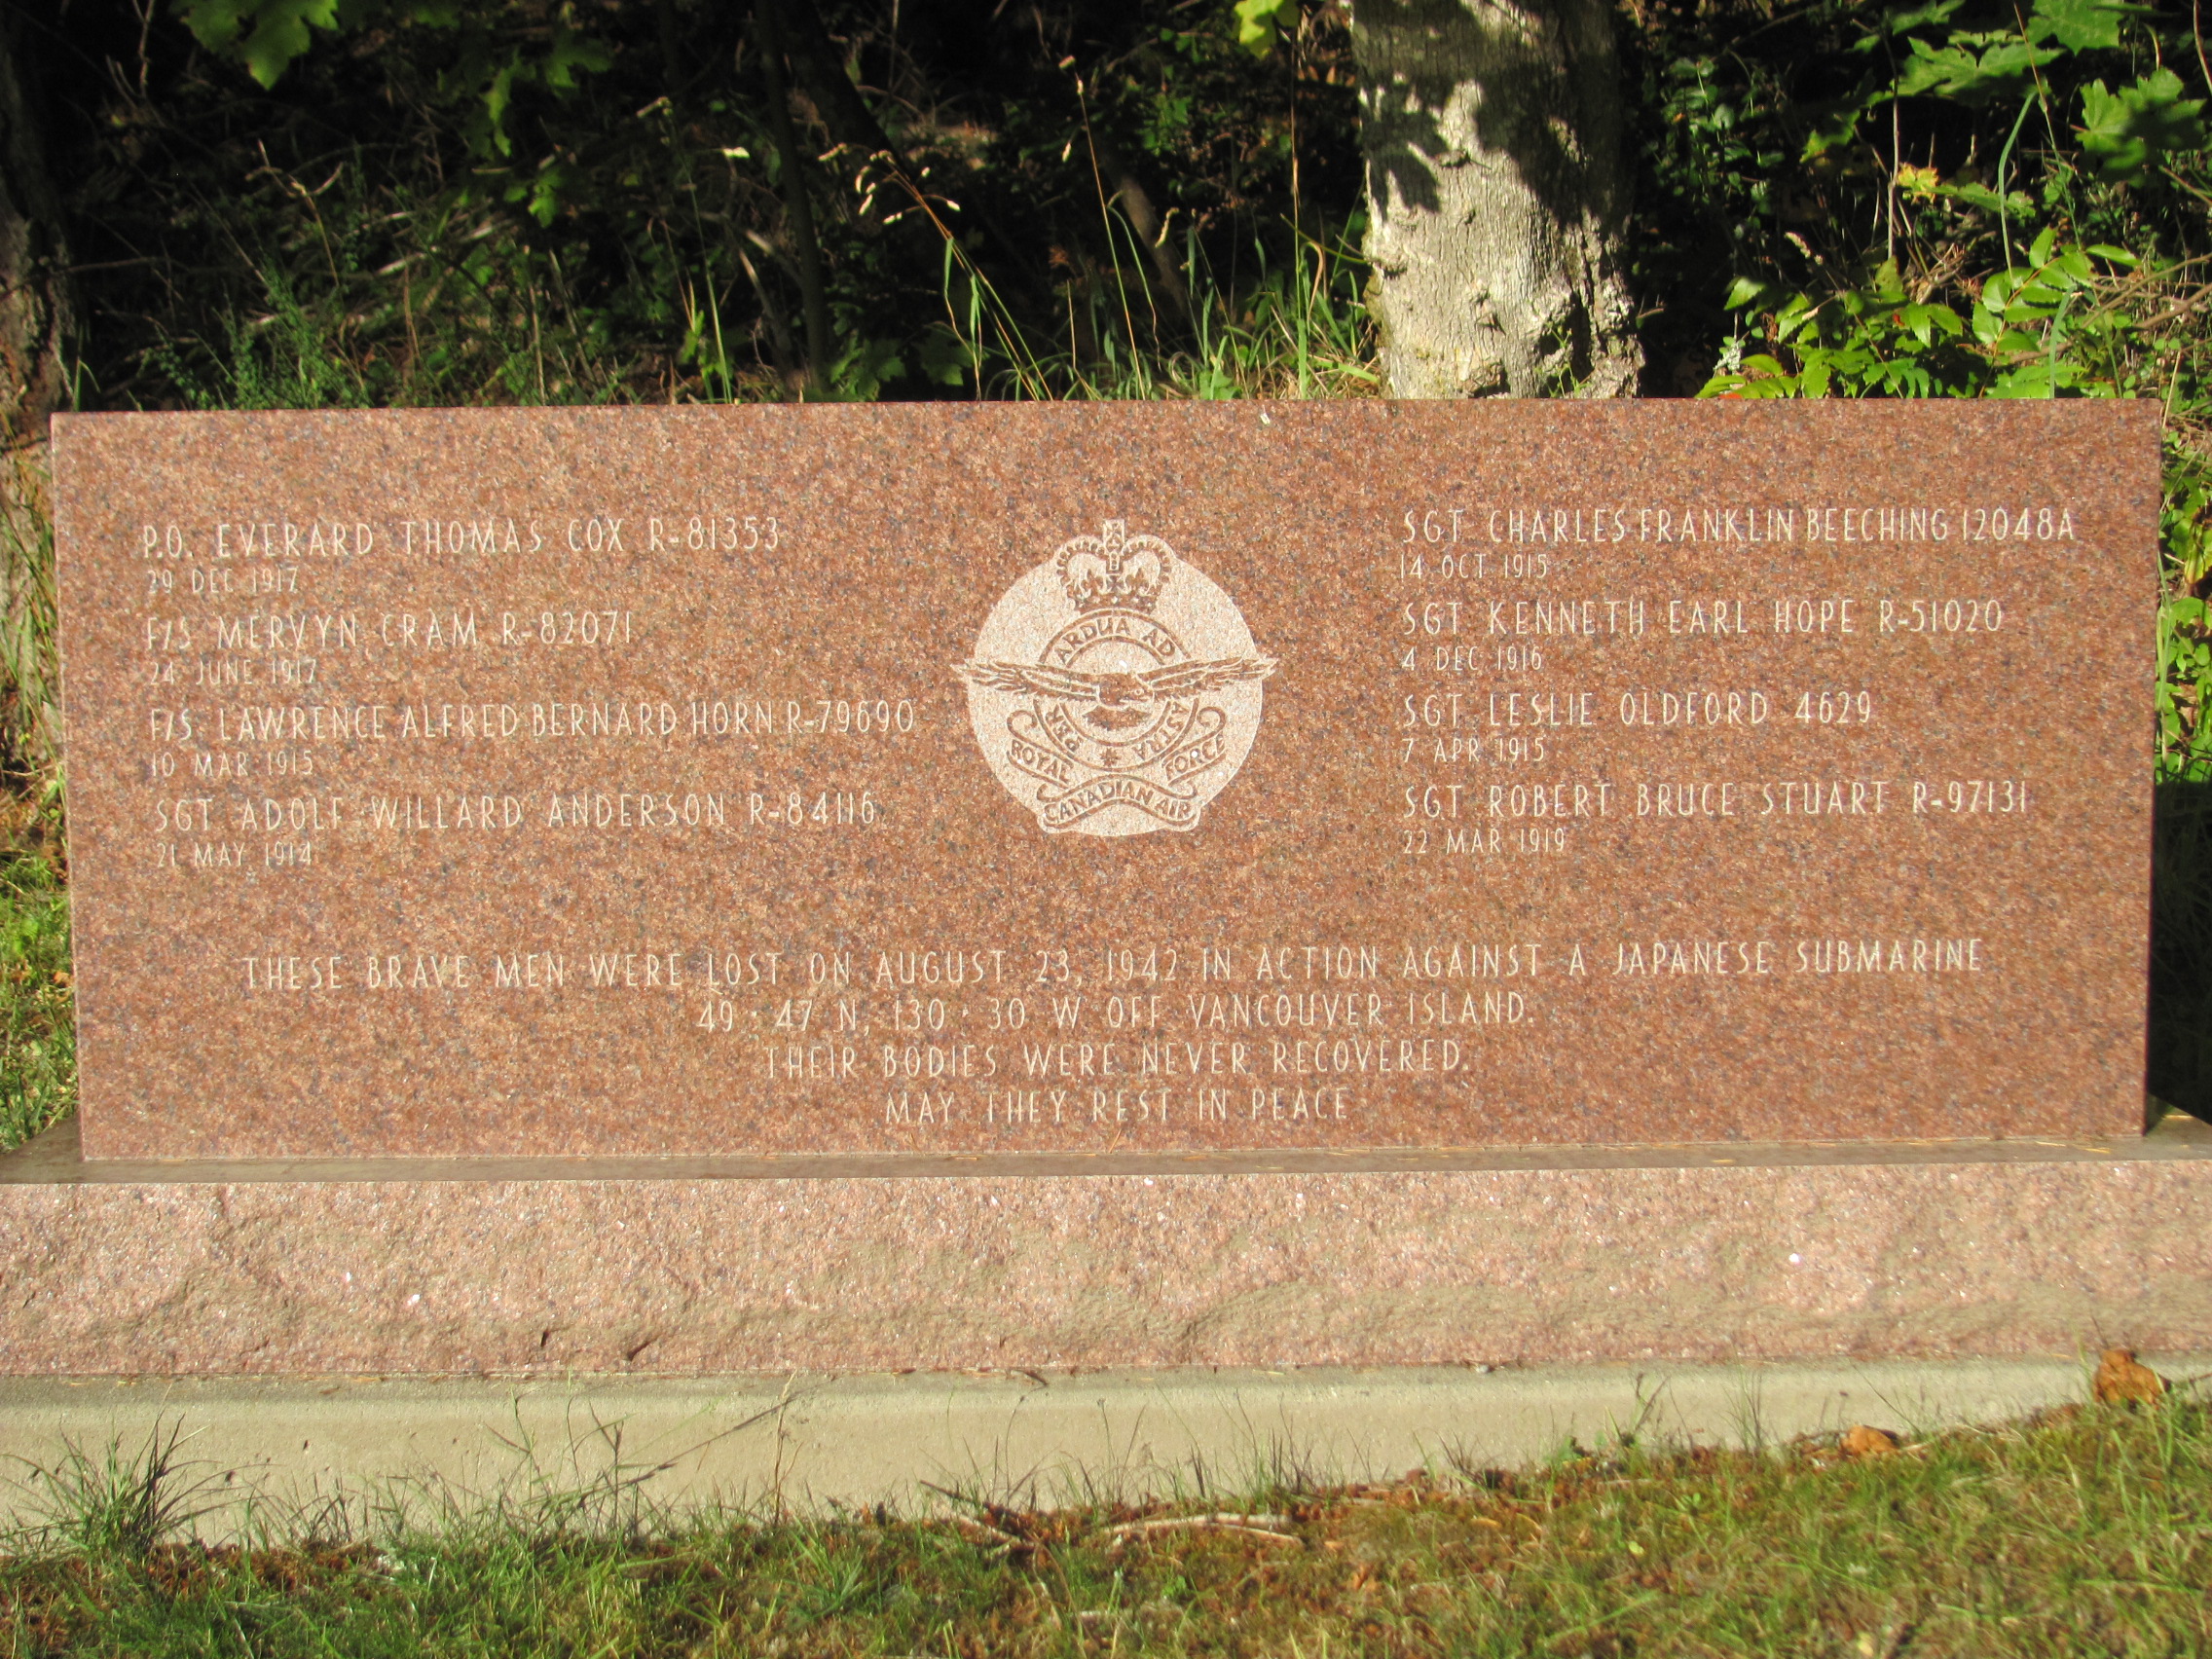 P.O. EVERARD THOMAS COX R-81353
29 DEC 1917
F/S MERVYN CRAM R-82071
24 JUNE 1917
F/S LAWRENCE ALFRED BERNARD HORN R-79690
10 MAR 1915
SGT ADOLF WILLARD ANDERSON R-84116
21 MAY 1914
PER ARDUA AD ASTRA
ROYAL CANADIAN AIR FORCE
SGT CHARLES FRANKLIN BEECHING 12048A
14 OCT 1915
SGT KENNETH EARL HOPE R-51020
4 DEC 1916
SGT LESLIE OLDFORD 4629
7 APR 1915
SGT ROBERT BRUCE STUART R-97131
22 MAR 1919
THESE BRAVE MEN WERE LOST ON AUGUST 23, 1942 IN ACTION AGAINST A JAPANESE SUBMARINE
49 · 47 N, 130 · 30 W OFF VANCOUVER ISLAND.
THEIR BODIES WERE NEVER RECOVERED.
MAY THEY REST IN PEACE